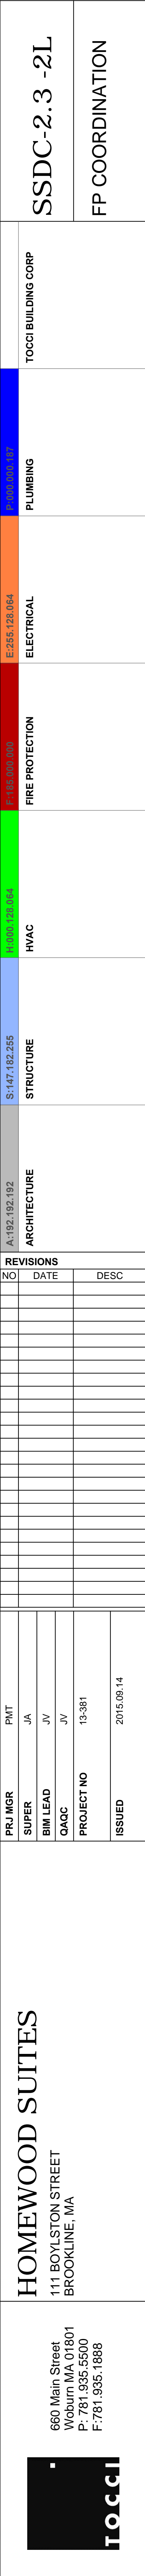 TOCCI
660 Main Street
Woburn MA 01801
P: 781.935.5500
F:781.935.1888
HOMEWOOD SUITES
111 BOYLSTON STREET
BROOKLINE, MA
PRJ MGR PMT
SUPER JA
BIM LEAD JV
QAQC JV
PROJECT NO 13-381
ISSUED 2015.09.14
REVISIONS
NO DATE DESC
A:192.192.192
ARCHITECTURE
S:147.182.255
STRUCTURE
H:000.128.064
HVAC
F:185.000.000
FIRE PROTECTION
E:255.128.064
ELECTRICAL
P:000.000.187
PLUMBING
TOCCI BUILDING CORP
SSDC-2.3 -2L
FP COORDINATION